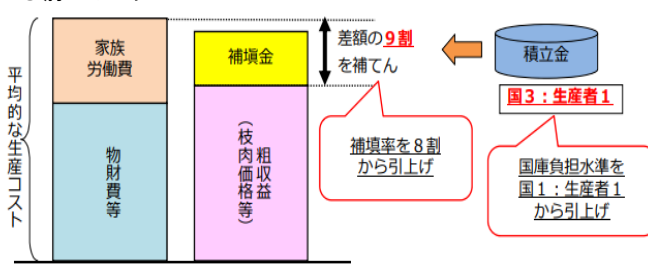 平均的な生産コスト
家族
労働費
物財費等
補填金
粗収益
（枝肉価格等）
差額の9割
を補てん
積立金
国3：生産者1
補填率を８割
から引上げ
国庫負担水準を
国1：生産者1
から引上げ